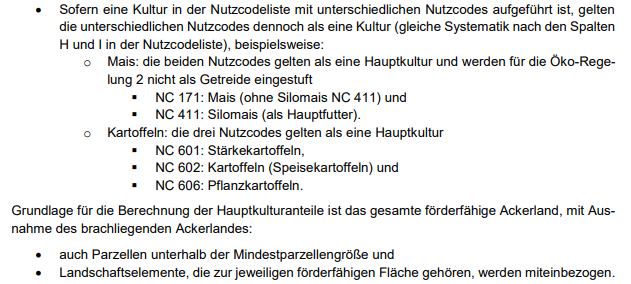 • Sofern eine Kultur in der Nutzcodeliste mit unterschiedlichen Nutzcodes aufgeführt ist, gelten
die unterschiedlichen Nutzcodes dennoch als eine Kultur (gleiche Systematik nach den Spalten
H und I in der Nutzcodeliste), beispielsweise:
o Mais: die beiden Nutzcodes gelten als eine Hauptkultur und werden für die Öko-Rege-
lung 2 nicht als Getreide eingestuft
▪ NC 171: Mais (ohne Silomais NC 411) und
▪ NC 411: Silomais (als Hauptfutter).
o Kartoffeln: die drei Nutzcodes gelten als eine Hauptkultur
▪ NC 601: Stärkekartoffeln,
▪ NC 602: Kartoffeln (Speisekartoffeln) und
▪ NC 606: Pflanzkartoffeln.
Grundlage für die Berechnung der Hauptkulturanteile ist das gesamte förderfähige Ackerland, mit Aus-
nahme des brachliegenden Ackerlandes:
• auch Parzellen unterhalb der Mindestparzellengröße und
• Landschaftselemente, die zur jeweiligen förderfähigen Fläche gehören, werden miteinbezogen.